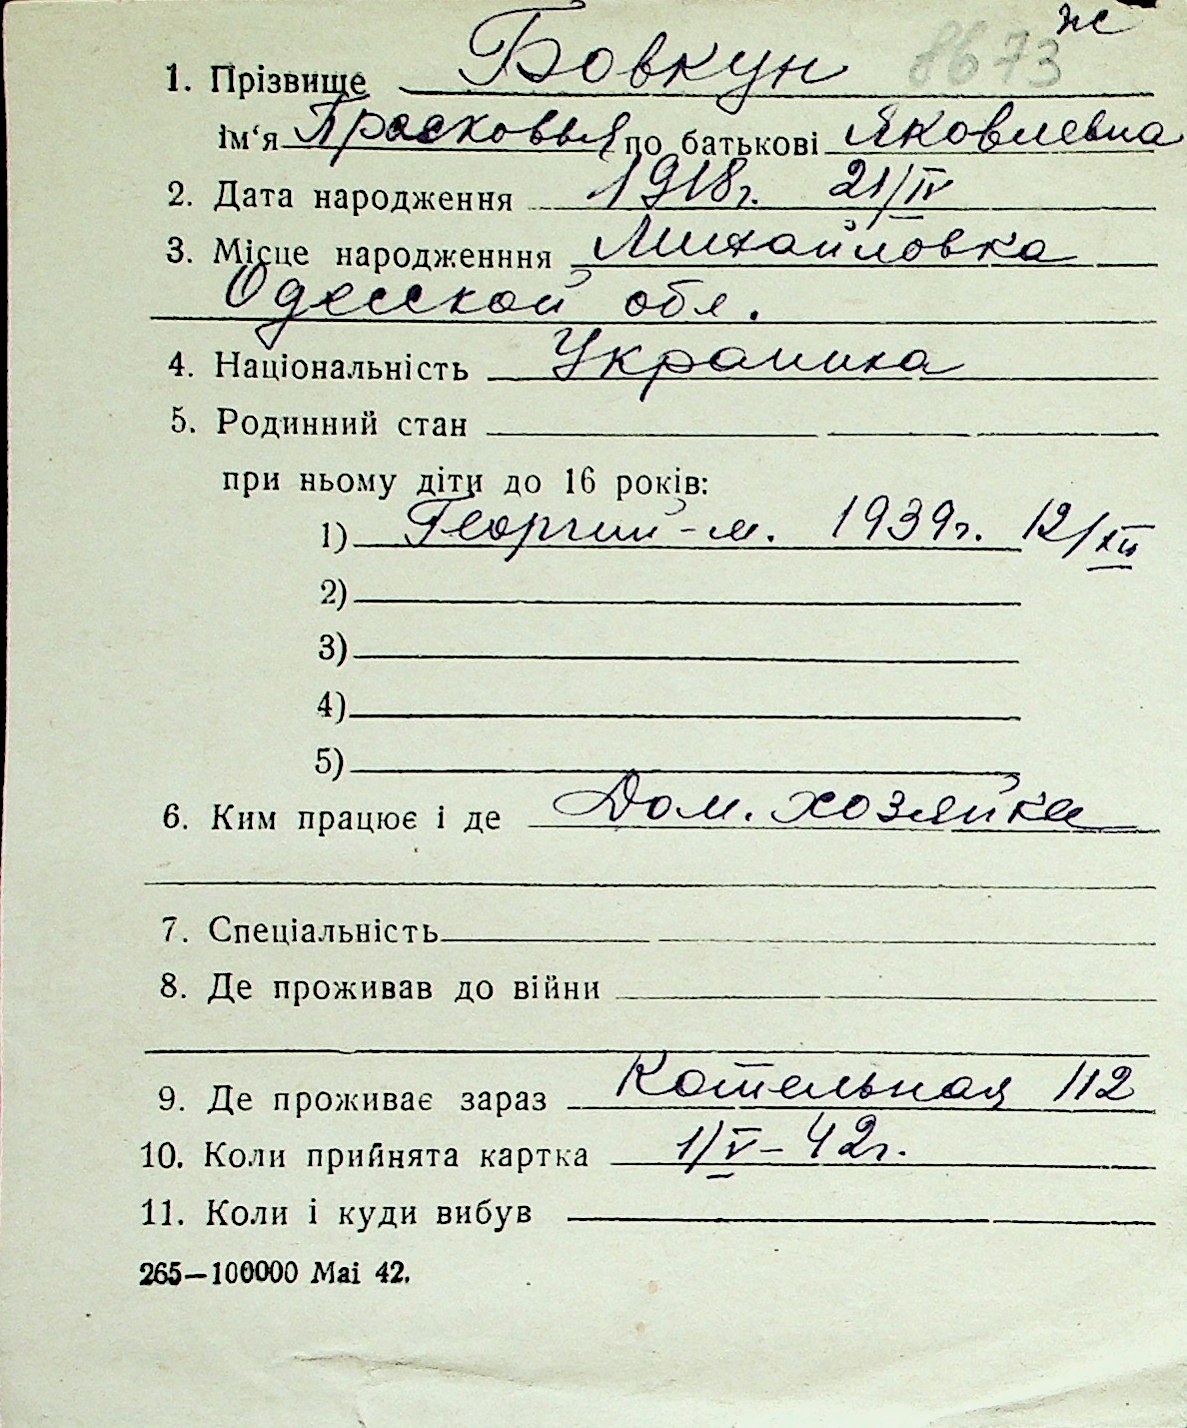 ж
8673
1. Прізвище Бовкун
ім‘я Прасковья по батькові Яковлевна
2. Дата народження 1918г. 21/IV
3. Місце народженння Михайловка
Одесской обл.
4. Національність Украинка
5. Родинний стан
при ньому діти до 16 років:
1) Георгий - м. 1939г. 12/XII
2)
3)
4)
5)
6. Ким працює і де Дом. хозяйка
7. Спеціальність
8. Де проживав до війни
9. Де проживає зараз Котельная 112
10. Коли прийнята картка 1/V - 42г.
11. Коли і куди вибув
265—100000 Mai 42.